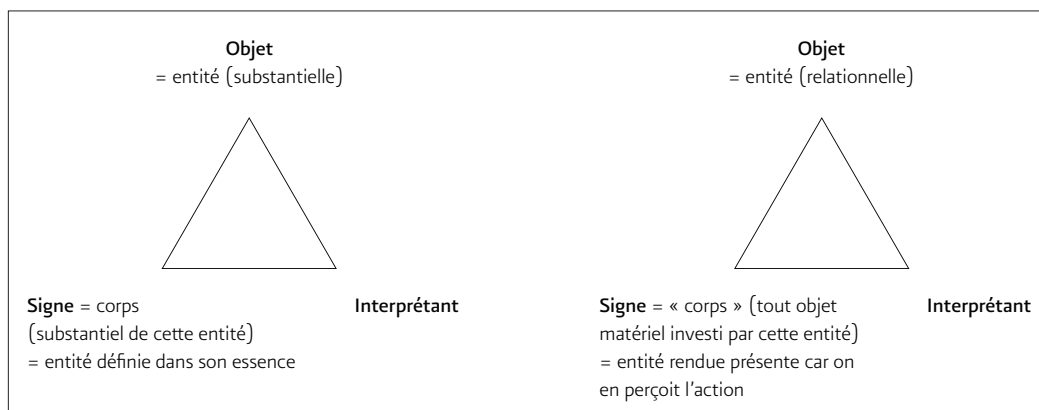 Objet
= entité (substantielle)
Signe = corps
(substantiel de cette entité)
= entité définie dans son essence
Interprétant
Objet
= entité (relationnelle)
Signe = « corps » (tout objet
matériel investi par cette entité)
= entité rendue présente car on
en perçoit l'action
Interprétant